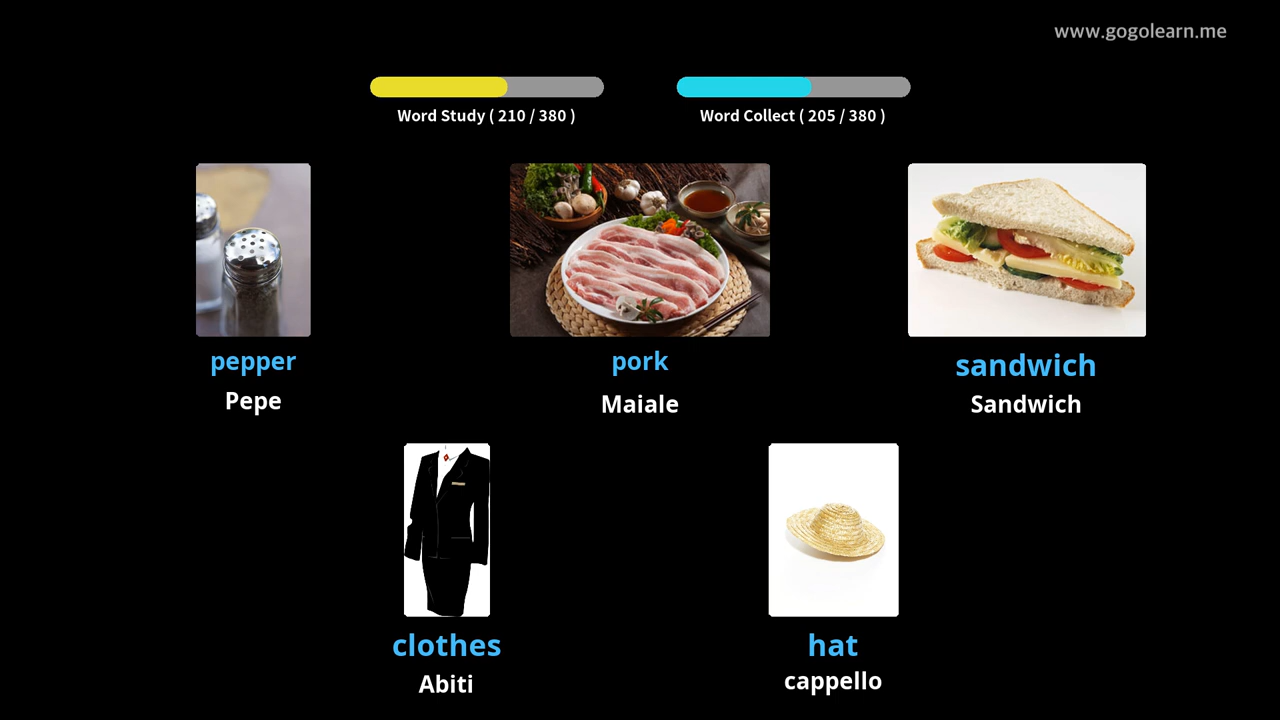 www.gogolearn.me
Word Study ( 210 / 380 )
Word Collect ( 205 / 380 )
pepper
Pepe
pork
Maiale
sandwich
Sandwich
clothes
Abiti
hat
cappello